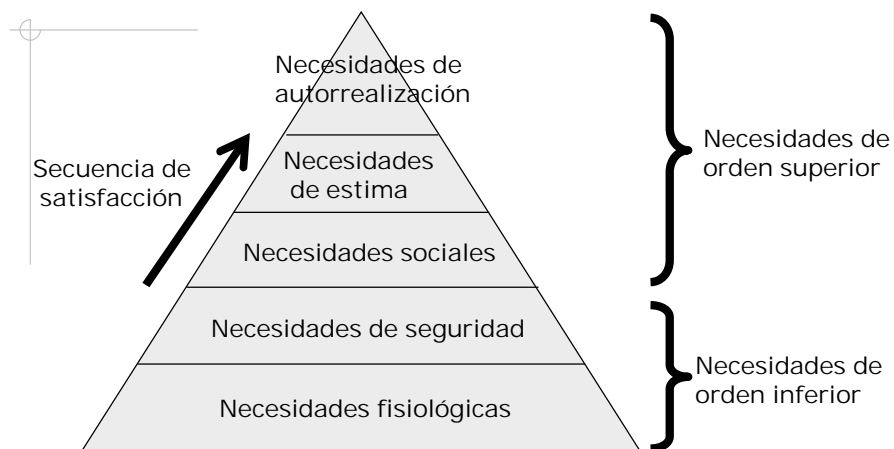 Necesidades de
autorrealización
Necesidades
de estima
Necesidades sociales
Necesidades de seguridad
Necesidades fisiológicas
Secuencia de
satisfacción
Necesidades de
orden superior
Necesidades de
orden inferior